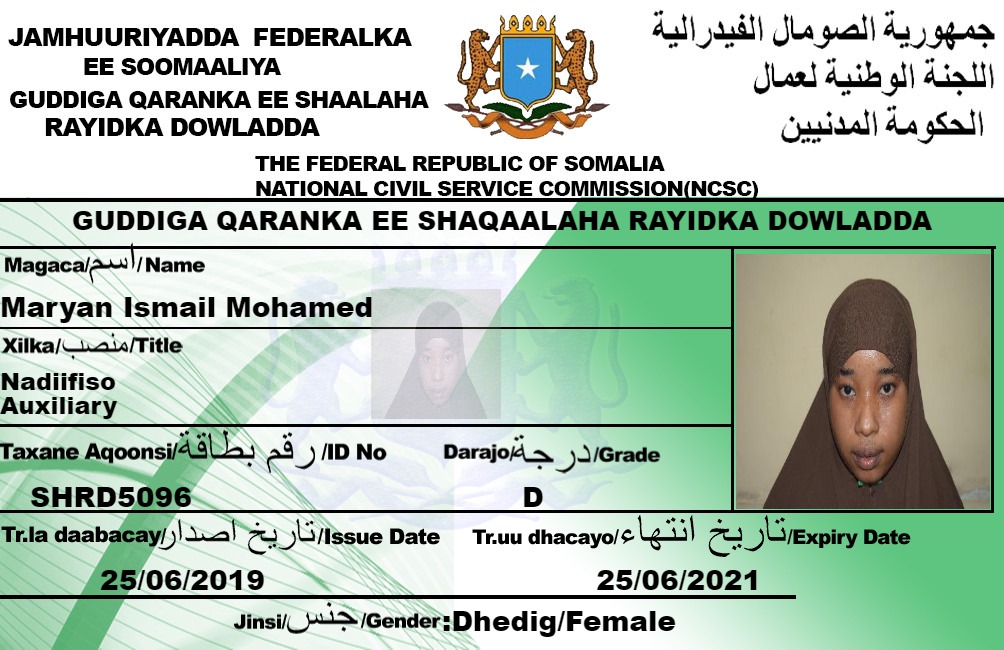 JAMHUURIYADDA FEDERALKA
EE SOOMAALIYA
GUDDIGA QARANKA EE SHAALAHA
RAYIDKA DOWLADDA
جمهورية الصومال الفيدرالية
اللجنة الوطنية لعمال
الحكومة المدنيين
THE FEDERAL REPUBLIC OF SOMALIA
NATIONAL CIVIL SERVICE COMMISSION(NCSC)
GUDDIGA QARANKA EE SHAQAALAHA RAYIDKA DOWLADDA
Magaca/اسم/Name
Maryan Ismail Mohamed
Xilka/منصب/Title
Nadiifiso
Auxiliary
Taxane Aqoonsi/رقم بطاقة/ID No
Darajo/درجة/Grade
SHRD5096
D
Tr.la daabacay/تاريخ اصدار/Issue Date
Tr.uu dhacayo/تاريخ انتهاء/Expiry Date
25/06/2019
25/06/2021
Jinsi/جنس/Gender:Dhedig/Female